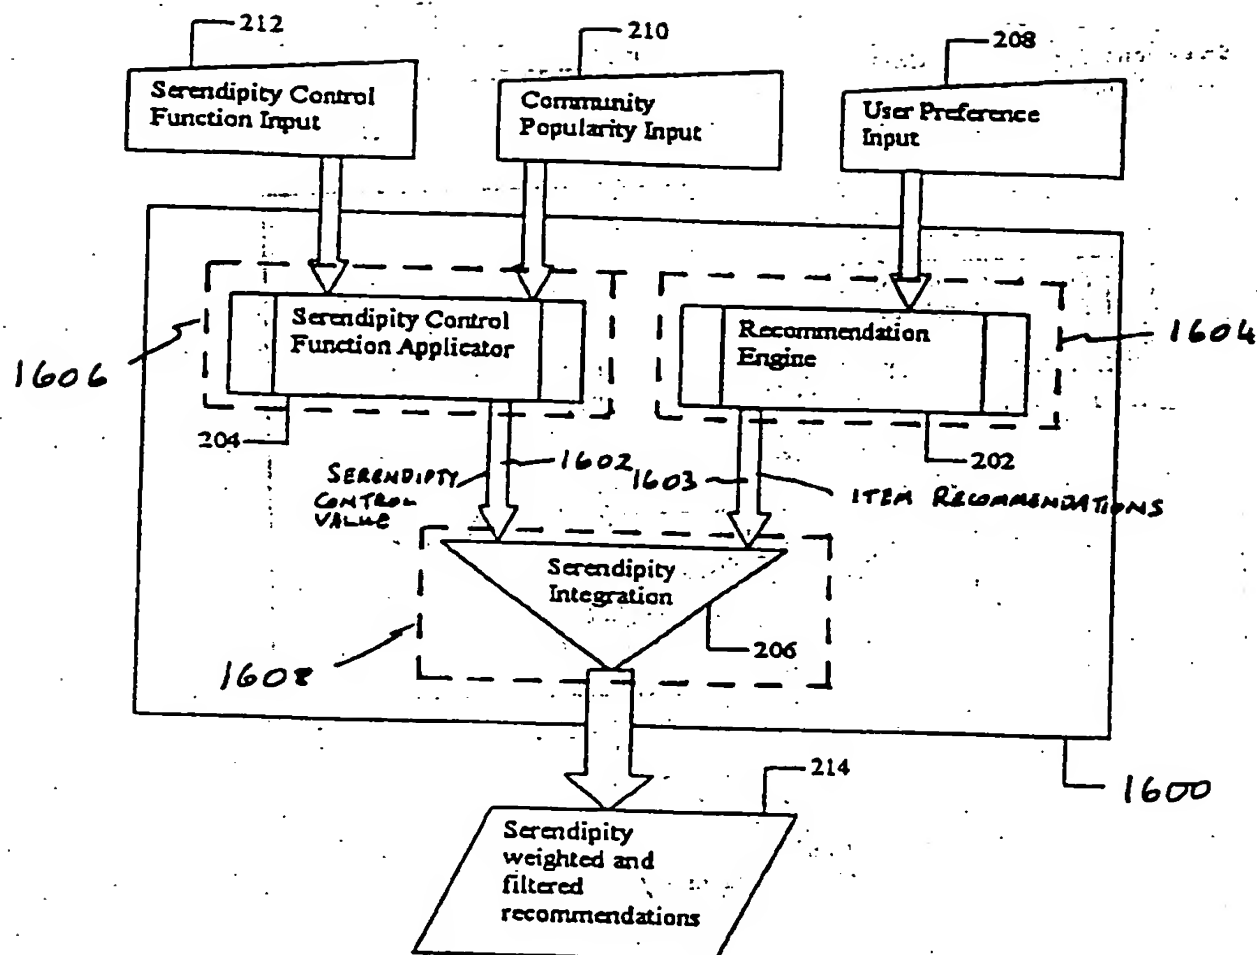 212
210
208
Serendipity Control
Function Input
Community
Popularity Input
User Preference
Input
Serendipity Control
Function Applicator
Recommendation
Engine
1606
1604
204
202
1602
SERENDIPTY
CONTROL
VALUE
1603
ITEM RECOMMENDATIONS
Serendipity
Integration
206
1608
1600
214
Serendipity
weighted and
filtered
recommendations